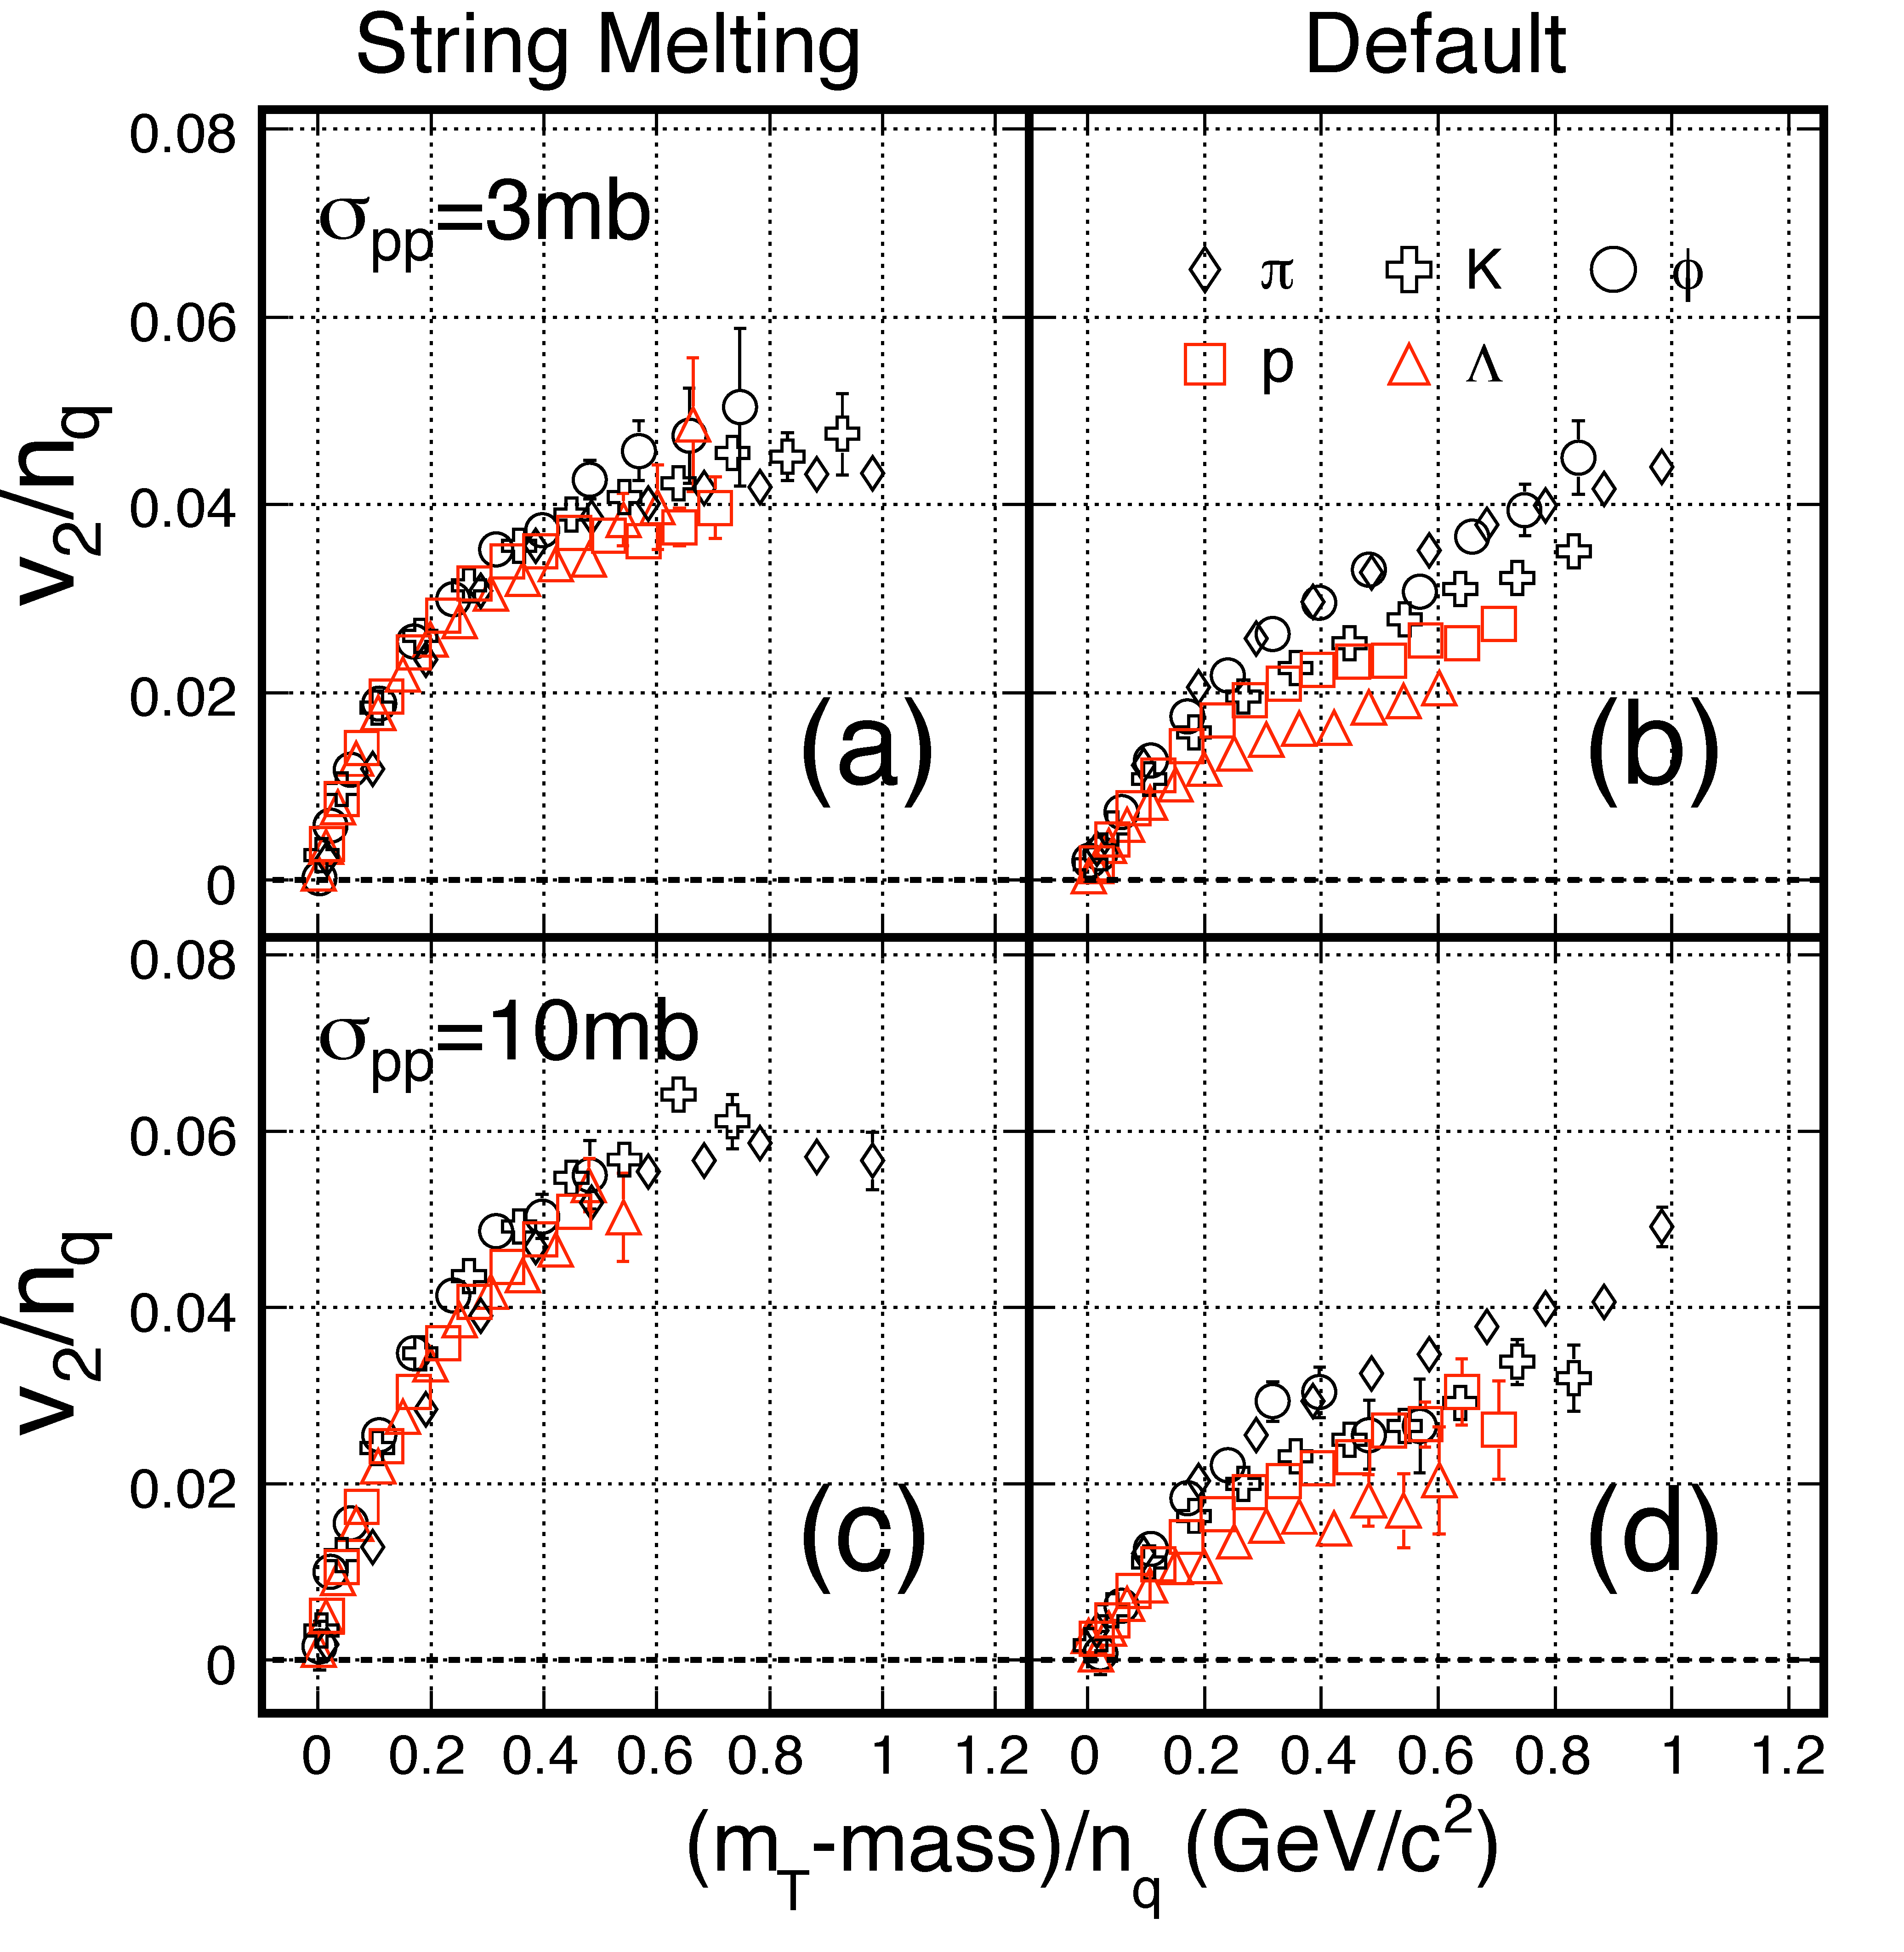 String Melting Default
0.08
σpp=3mb
0.06
π K ϕ
p Λ
v2/nq
0.04
0.02
(a) (b)
0
0.08
σpp=10mb
0.06
v2/nq
0.04
0.02
(c) (d)
0
0 0.2 0.4 0.6 0.8 1 1.2 0 0.2 0.4 0.6 0.8 1 1.2
(mT-mass)/nq (GeV/c²)